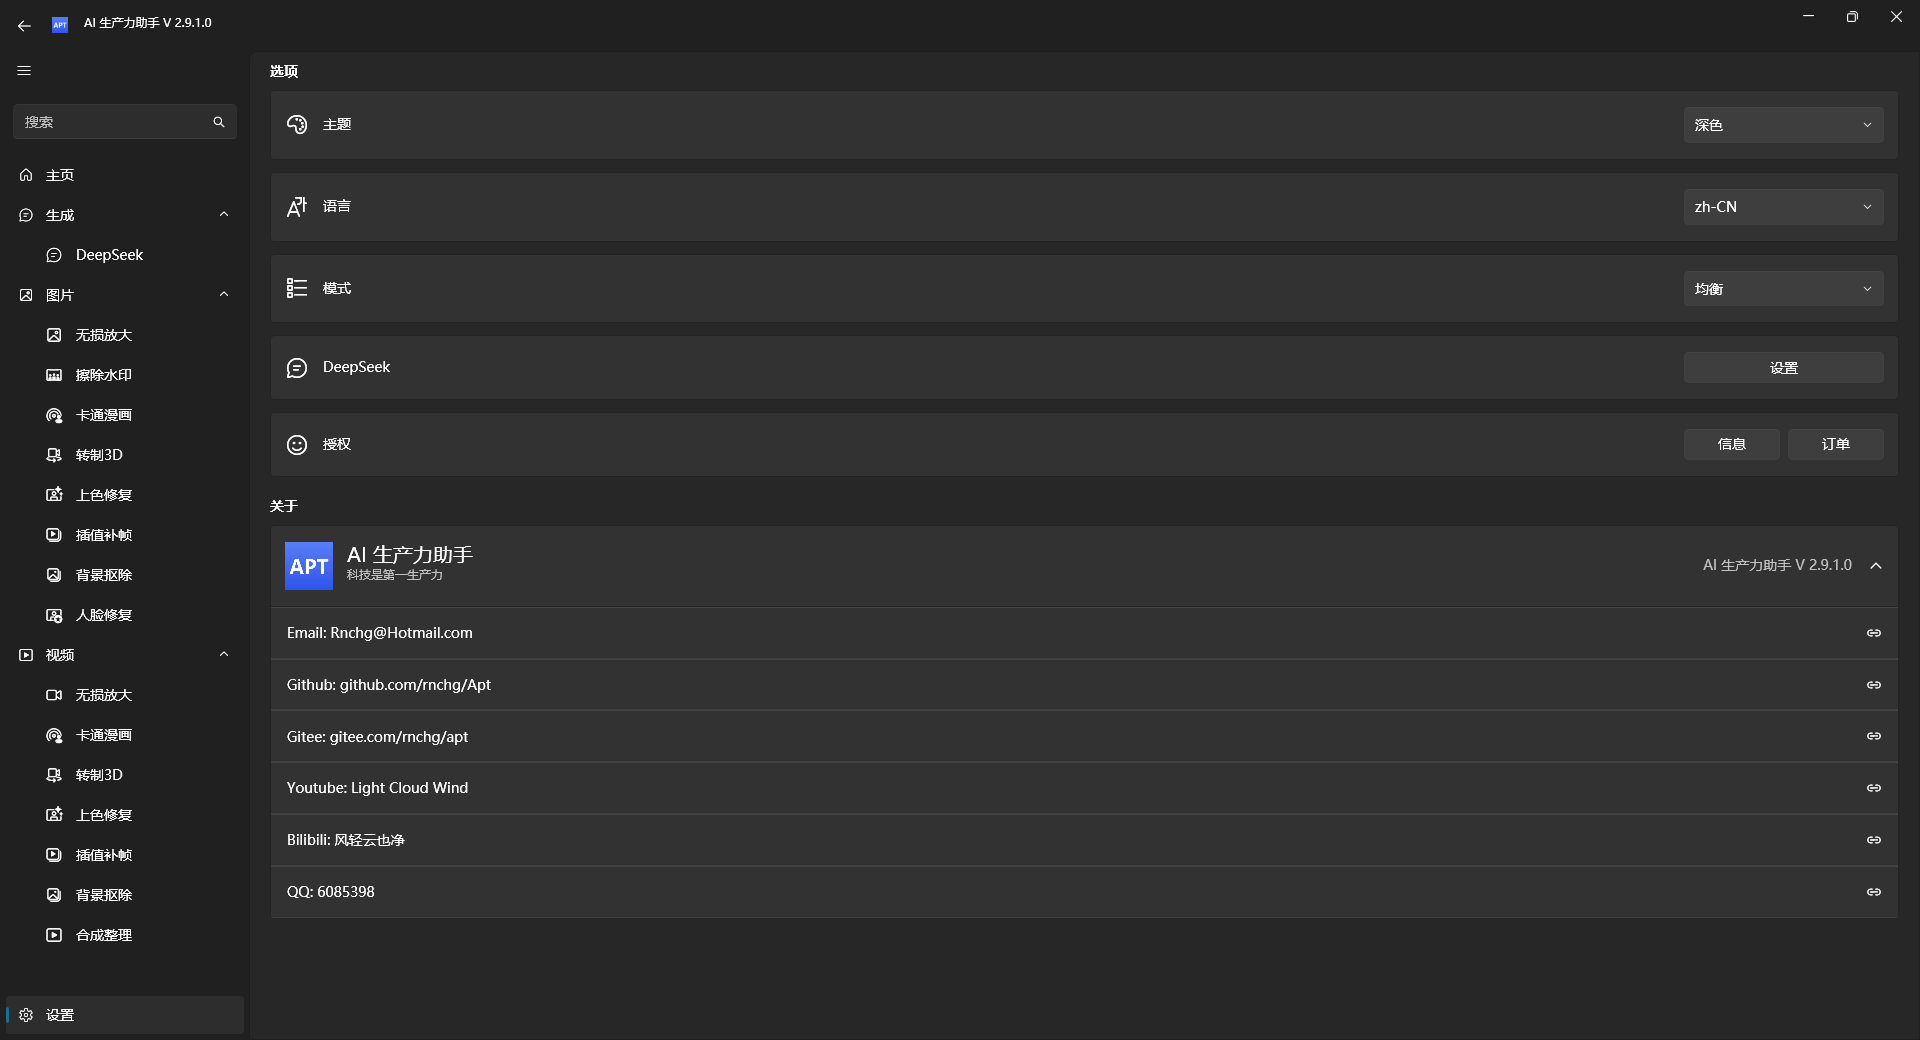 APT AI 生产力助手 V 2.9.1.0
搜索
主页
生成
DeepSeek
图片
无损放大
擦除水印
卡通漫画
转制3D
上色修复
插值补帧
背景抠除
人脸修复
视频
无损放大
卡通漫画
转制3D
上色修复
插值补帧
背景抠除
合成整理
设置
选项
主题 深色
语言 zh-CN
模式 均衡
DeepSeek 设置
授权 信息 订单
关于
APT AI 生产力助手 AI 生产力助手 V 2.9.1.0
科技是第一生产力
Email: Rnchg@Hotmail.com
Github: github.com/rnchg/Apt
Gitee: gitee.com/rnchg/apt
Youtube: Light Cloud Wind
Bilibili: 风轻云也净
QQ: 6085398